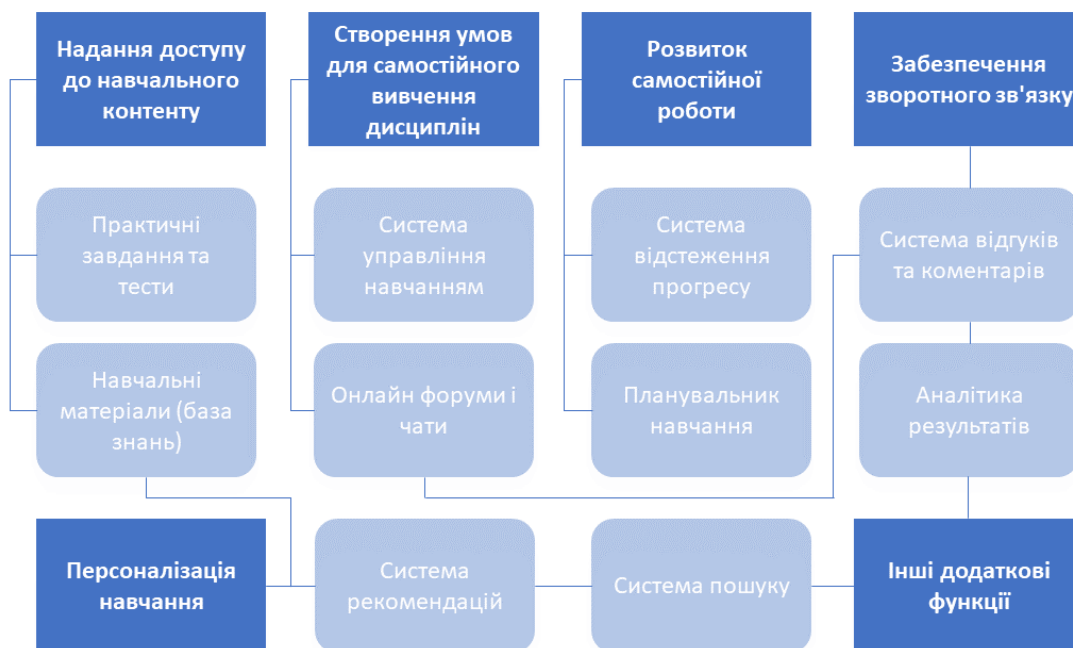 Надання доступу
до навчального
контенту
Створення умов
для самостійного
вивчення
дисциплін
Розвиток
самостійної
роботи
Забезпечення
зворотного зв'язку
Практичні
завдання та
тести
Система
управління
навчанням
Система
відстеження
прогресу
Система відгуків
та коментарів
Навчальні
матеріали (база
знань)
Онлайн форуми і
чати
Планувальник
навчання
Аналітика
результатів
Персоналізація
навчання
Система
рекомендацій
Система пошуку
Інші додаткові
функції